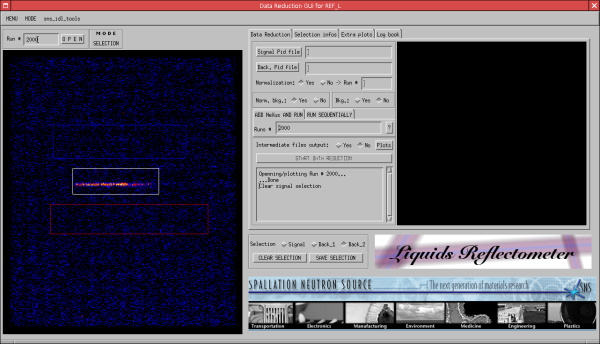 Data Reduction GUI for REF_L
MENU MODE sns_idl_tools
Run # 2000 O P E N
M O D E
SELECTION
Data Reduction Selection infos Extra plots Log book
Signal Pid file
Back. Pid file
Normalization: Yes No -> Run #
Norm. bkg.: Yes No Bkg.: Yes No
ADD NeXus AND RUN RUN SEQUENTIALLY
Runs # 2000 ?
Intermediate files output: Yes No Plots
START DATA REDUCTION
Openning/plotting Run # 2000...
...Done
Clear signal selection
Selection Signal Back_1 Back_2
CLEAR SELECTION SAVE SELECTION
Liquids Reflectometer
SPALLATION NEUTRON SOURCE
The next generation of materials research
SNS
Transportation Electronics Manufacturing Environment Medicine Engineering Plastics